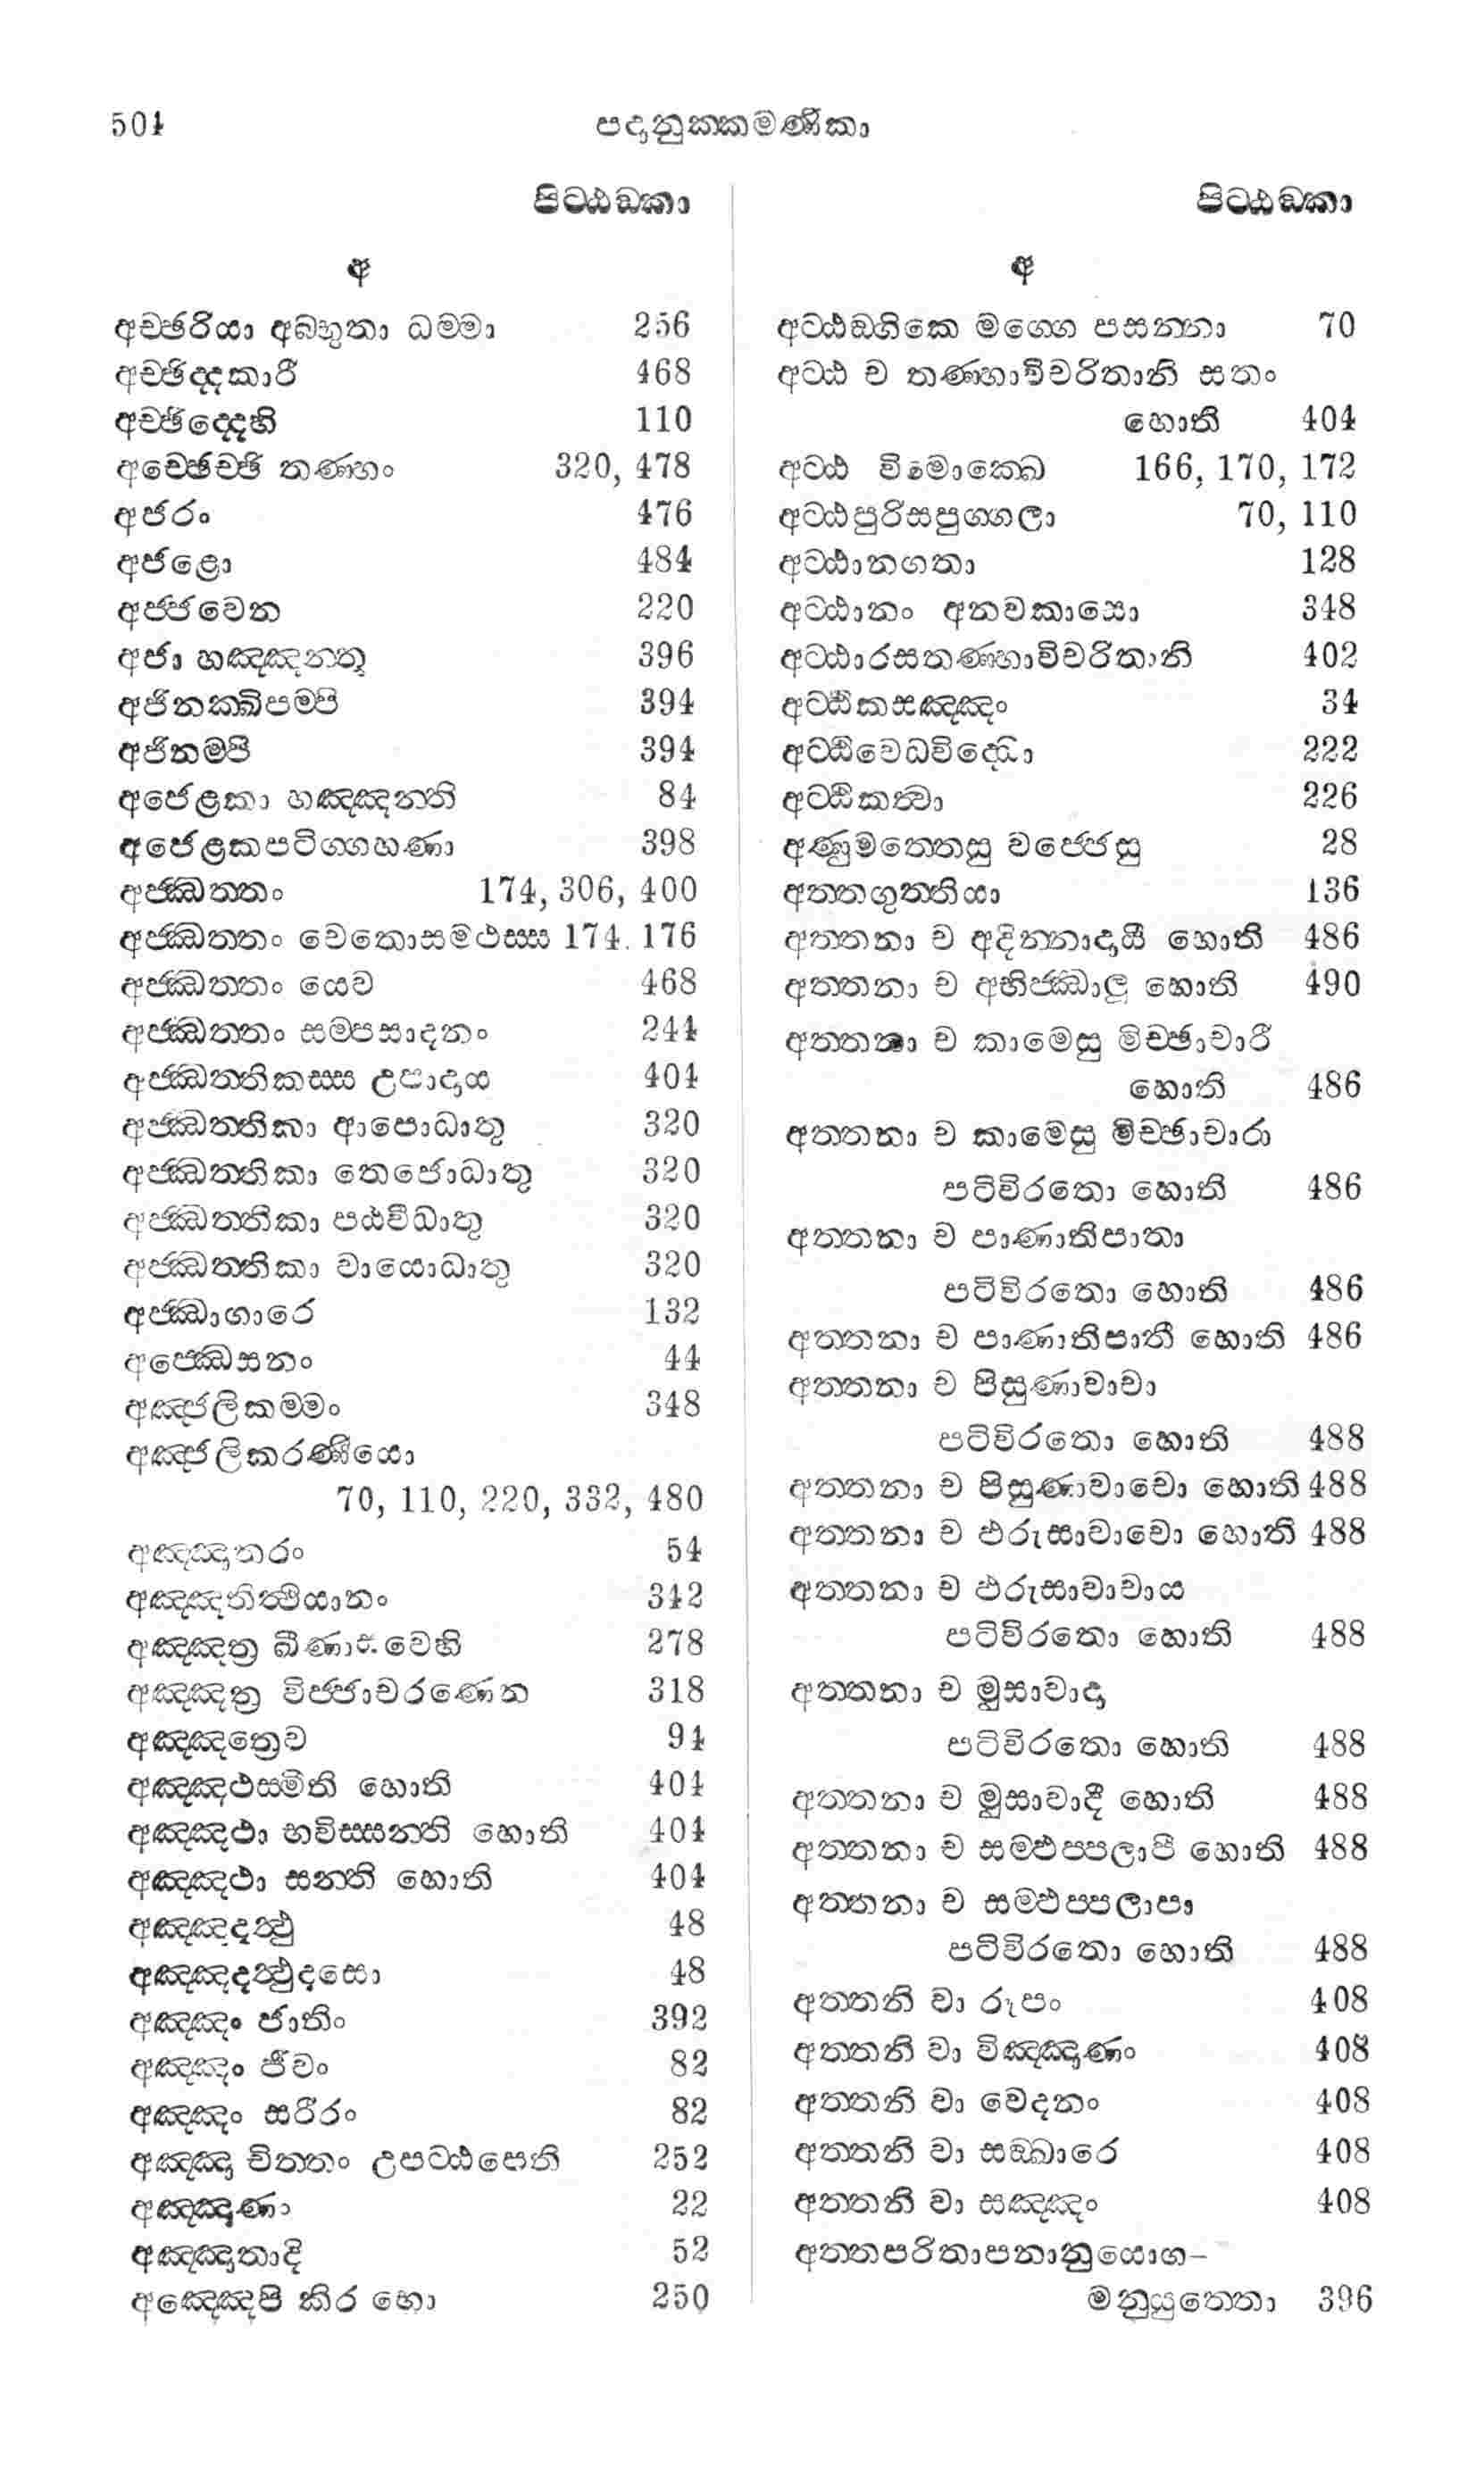 504
පදානුක්කමණිකා
පිට්ඨඞ්කා
අ
අච්ඡරියා අබ්භුතා ධම්මා 256
අච්ඡිද්දකාරී 468
අච්ඡිද්දෙහි 110
අච්ඡෙච්ඡි තණ්හං 320, 478
අජරං 476
අජළො 484
අජ්ජවෙන 220
අජා හඤ්ඤන්තු 396
අජිනක්ඛිපම්පි 394
අජිනම්පි 394
අජෙළකා හඤ්ඤන්ති 84
අජෙළකපටිග්ගහණා 398
අජ්ඣත්තං 174, 306, 400
අජ්ඣත්තං චෙතොසමථස්ස 174. 176
අජ්ඣත්තං යෙව 468
අජ්ඣත්තං සම්පසාදනං 244
අජ්ඣත්තිකස්ස උපාදාය 404
අජ්ඣත්තිකා ආපොධාතු 320
අජ්ඣත්තිකා තෙජොධාතු 320
අජ්ඣත්තිකා පඨවීධාතු 320
අජ්ඣත්තිකා වායොධාතු 320
අජ්ඣාගාරෙ 132
අජ්ඣෙසනං 44
අඤ්ජලිකම්මං 348
අඤ්ජලිකරණීයො
70, 110, 220, 332, 480
අඤ්ඤාතරං 54
අඤ්ඤතිත්ථියානං 342
අඤ්ඤත්‍ර ඛීණාසවෙහි 278
අඤ්ඤත්‍ර විජ්ජාචරණෙන 318
අඤ්ඤත්‍රෙව 94
අඤ්ඤථසමීති හොති 404
අඤ්ඤථා භවිස්සන්ති හොති 404
අඤ්ඤථා සන්ති හොති 404
අඤ්ඤදත්ථු 48
අඤ්ඤදත්ථුදසො 48
අඤ්ඤං ජාතිං 392
අඤ්ඤං ජීවං 82
අඤ්ඤං සරීරං 82
අඤ්ඤා චිත්තං උපට්ඨපෙති 252
අඤ්ඤාණා 22
අඤ්ඤාතාදි 52
අඤ්ඤෙපි කිර භො 250
පිට්ඨඞ්කා
අ
අට්ඨඞ්ගිකෙ මග්ගෙ පසන්නා 70
අට්ඨ ච තණ්හාවිචරිතානි සතං
හොති 404
අට්ඨ විමොක්ඛෙ 166, 170, 172
අට්ඨපුරිසපුග්ගලා 70, 110
අට්ඨානගතා 128
අට්ඨානං අනවකාසො 348
අට්ඨාරසතණ්හාවිචරිතානි 402
අට්ඨිකසඤ්ඤං 34
අට්ඨිවෙධවිද්ධො 222
අට්ඨිකත්වා 226
අණුමත්තෙසු වජ්ජෙසු 28
අත්තගුත්තියා 136
අත්තනා ච අදින්නාදායී හොති 486
අත්තනා ච අභිජ්ඣාලූ හොති 490
අත්තනා ච කාමෙසු මිච්ඡාචාරී
හොති 486
අත්තනා ච කාමෙසු මිච්ඡාචාරා
පටිවිරතො හොති 486
අත්තනා ච පාණාතිපාතා
පටිවිරතො හොති 486
අත්තනා ච පාණාතිපාතී හොති 486
අත්තනා ච පිසුණාවාචා
පටිවිරතො හොති 488
අත්තනා ච පිසුණාවාචො හොති 488
අත්තනා ච ඵරුසාවාචො හොති 488
අත්තනා ච ඵරුසාවාචාය
පටිවිරතො හොති 488
අත්තනා ච මුසාවාදා
පටිවිරතො හොති 488
අත්තනා ච මුසාවාදී හොති 488
අත්තනා ච සම්ඵප්පලාපී හොති 488
අත්තනා ච සම්ඵප්පලාපා
පටිවිරතො හොති 488
අත්තනි වා රූපං 408
අත්තනි වා විඤ්ඤාණං 408
අත්තනි වා වෙදනං 408
අත්තනි වා සඞ්ඛාරෙ 408
අත්තනි වා සඤ්ඤං 408
අත්තපරිතාපනානුයොග-
මනුයුත්තො 396